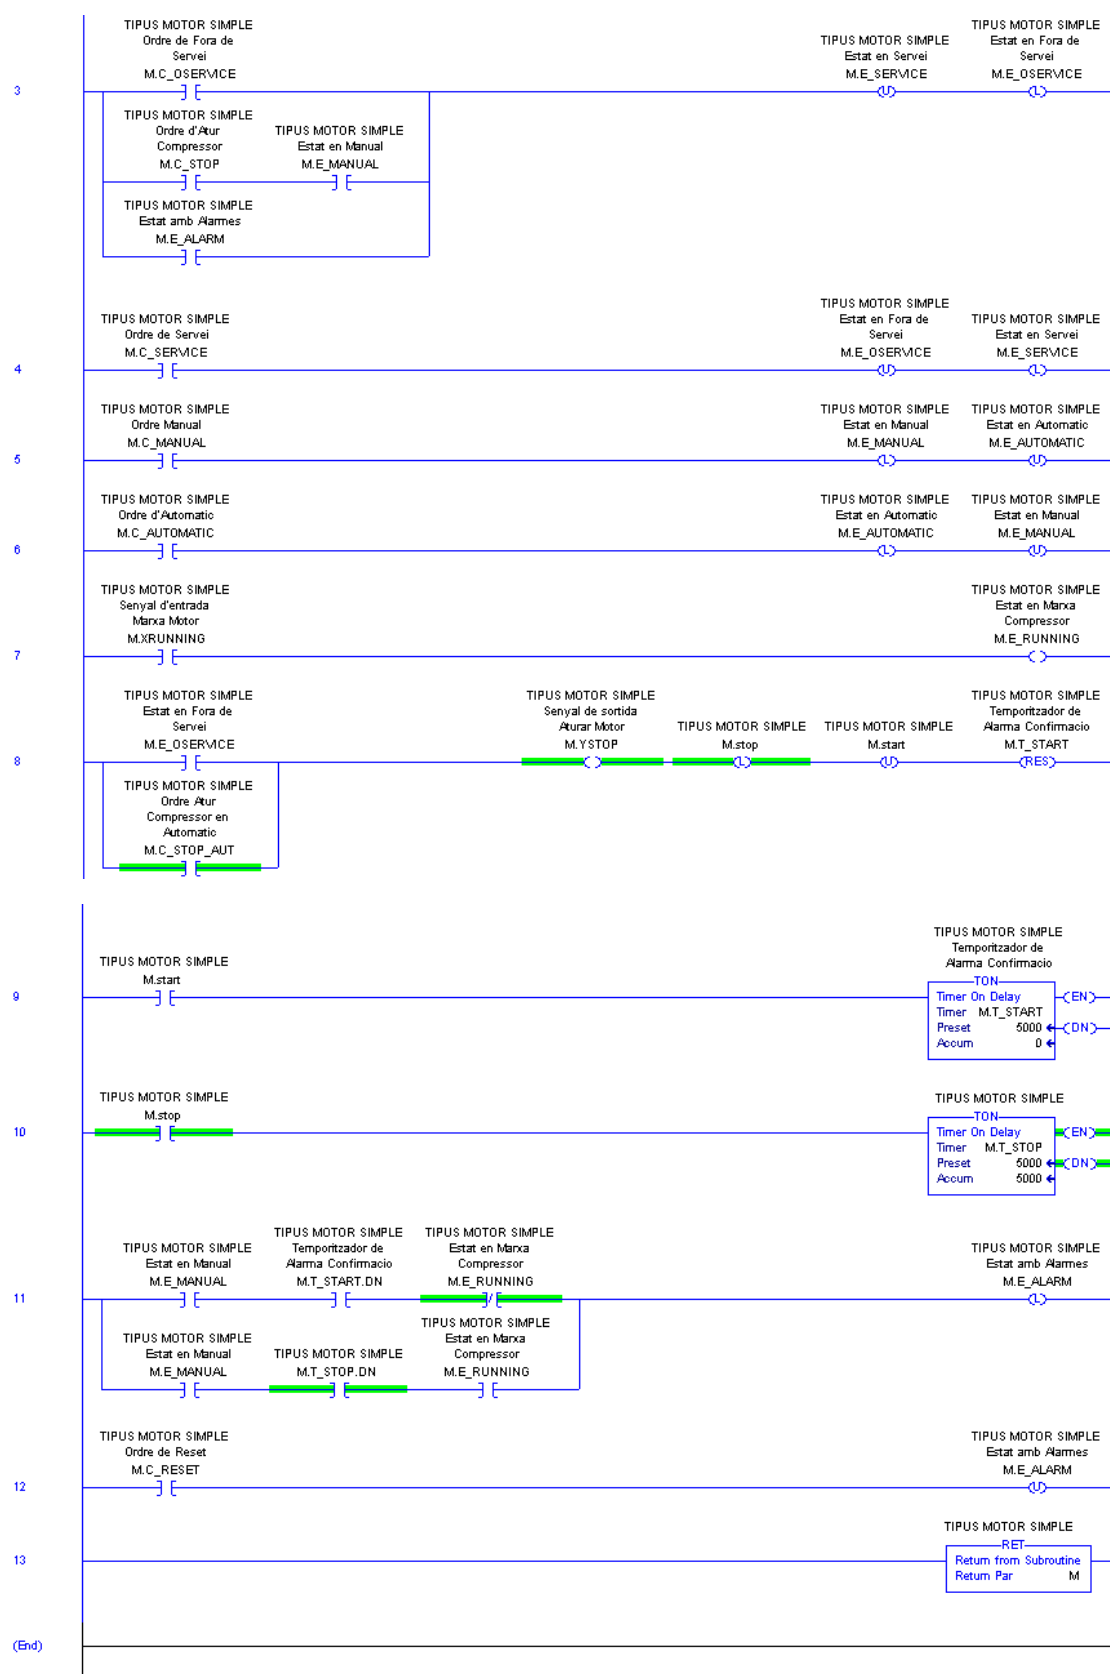 TIPUS MOTOR SIMPLE
Ordre de Fora de
Servei
M.C_OSERVICE
TIPUS MOTOR SIMPLE
Estat en Servei
M.E_SERVICE
U
TIPUS MOTOR SIMPLE
Estat en Fora de
Servei
M.E_OSERVICE
L
3
TIPUS MOTOR SIMPLE
Ordre d'Atur
Compressor
M.C_STOP
TIPUS MOTOR SIMPLE
Estat en Manual
M.E_MANUAL
TIPUS MOTOR SIMPLE
Estat amb Alarmes
M.E_ALARM
TIPUS MOTOR SIMPLE
Ordre de Servei
M.C_SERVICE
TIPUS MOTOR SIMPLE
Estat en Fora de
Servei
M.E_OSERVICE
U
TIPUS MOTOR SIMPLE
Estat en Servei
M.E_SERVICE
L
4
TIPUS MOTOR SIMPLE
Ordre Manual
M.C_MANUAL
TIPUS MOTOR SIMPLE
Estat en Manual
M.E_MANUAL
L
TIPUS MOTOR SIMPLE
Estat en Automatic
M.E_AUTOMATIC
U
5
TIPUS MOTOR SIMPLE
Ordre d'Automatic
M.C_AUTOMATIC
TIPUS MOTOR SIMPLE
Estat en Automatic
M.E_AUTOMATIC
L
TIPUS MOTOR SIMPLE
Estat en Manual
M.E_MANUAL
U
6
TIPUS MOTOR SIMPLE
Senyal d'entrada
Marxa Motor
M.XRUNNING
TIPUS MOTOR SIMPLE
Estat en Marxa
Compressor
M.E_RUNNING
7
TIPUS MOTOR SIMPLE
Estat en Fora de
Servei
M.E_OSERVICE
TIPUS MOTOR SIMPLE
Senyal de sortida
Aturar Motor
M.YSTOP
TIPUS MOTOR SIMPLE
M.stop
L
TIPUS MOTOR SIMPLE
M.start
U
TIPUS MOTOR SIMPLE
Temporitzador de
Alarma Confirmacio
M.T_START
RES
8
TIPUS MOTOR SIMPLE
Ordre Atur
Compressor en
Automatic
M.C_STOP_AUT
TIPUS MOTOR SIMPLE
M.start
TIPUS MOTOR SIMPLE
Temporitzador de
Alarma Confirmacio
9
TON
Timer On Delay
EN
Timer M.T_START
Preset 5000
DN
Accum 0
TIPUS MOTOR SIMPLE
M.stop
TIPUS MOTOR SIMPLE
10
TON
Timer On Delay
EN
Timer M.T_STOP
Preset 5000
DN
Accum 5000
TIPUS MOTOR SIMPLE
Estat en Manual
M.E_MANUAL
TIPUS MOTOR SIMPLE
Temporitzador de
Alarma Confirmacio
M.T_START.DN
TIPUS MOTOR SIMPLE
Estat en Marxa
Compressor
M.E_RUNNING
TIPUS MOTOR SIMPLE
Estat amb Alarmes
M.E_ALARM
L
11
TIPUS MOTOR SIMPLE
Estat en Manual
M.E_MANUAL
TIPUS MOTOR SIMPLE
M.T_STOP.DN
TIPUS MOTOR SIMPLE
Estat en Marxa
Compressor
M.E_RUNNING
TIPUS MOTOR SIMPLE
Ordre de Reset
M.C_RESET
TIPUS MOTOR SIMPLE
Estat amb Alarmes
M.E_ALARM
U
12
TIPUS MOTOR SIMPLE
13
RET
Return from Subroutine
Return Par M
(End)